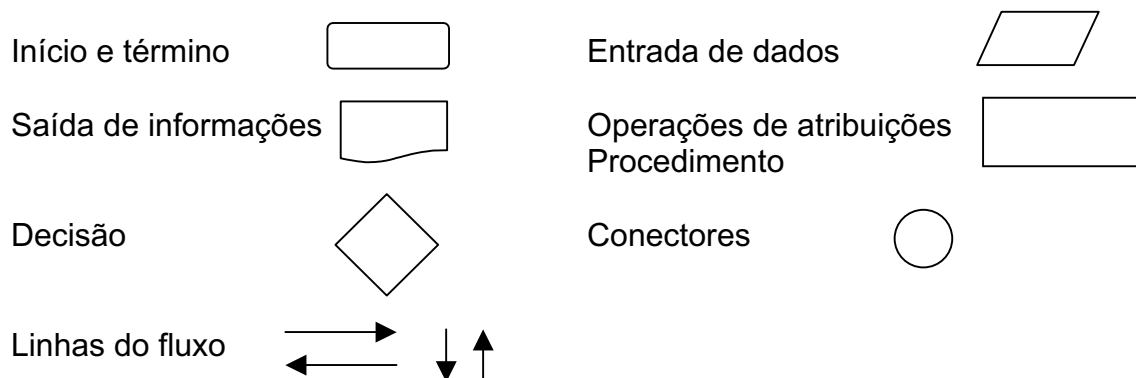 Início e término
Entrada de dados
Saída de informações
Operações de atribuições
Procedimento
Decisão
Conectores
Linhas do fluxo